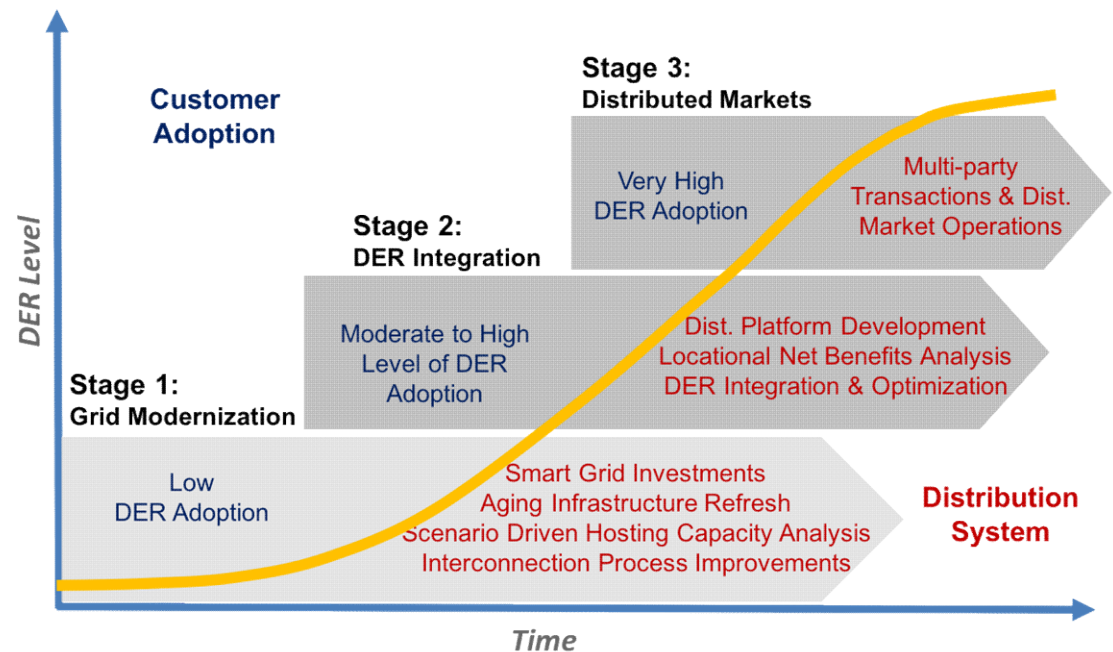 Customer
Adoption
Stage 3:
Distributed Markets
Very High
DER Adoption
Multi-party
Transactions & Dist.
Market Operations
Stage 2:
DER Integration
Moderate to High
Level of DER
Adoption
Dist. Platform Development
Locational Net Benefits Analysis
DER Integration & Optimization
Stage 1:
Grid Modernization
Low
DER Adoption
Smart Grid Investments
Aging Infrastructure Refresh
Scenario Driven Hosting Capacity Analysis
Interconnection Process Improvements
Distribution
System
DER Level
Time